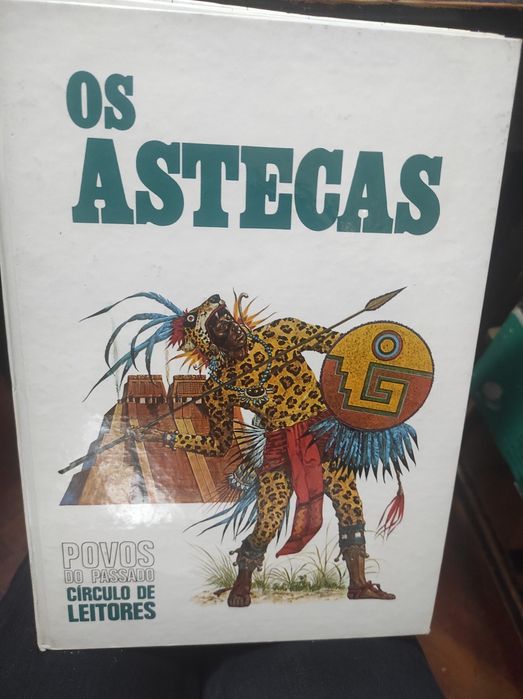 OS
ASTECAS
POVOS
DO PASSADO
CÍRCULO DE
LEITORES